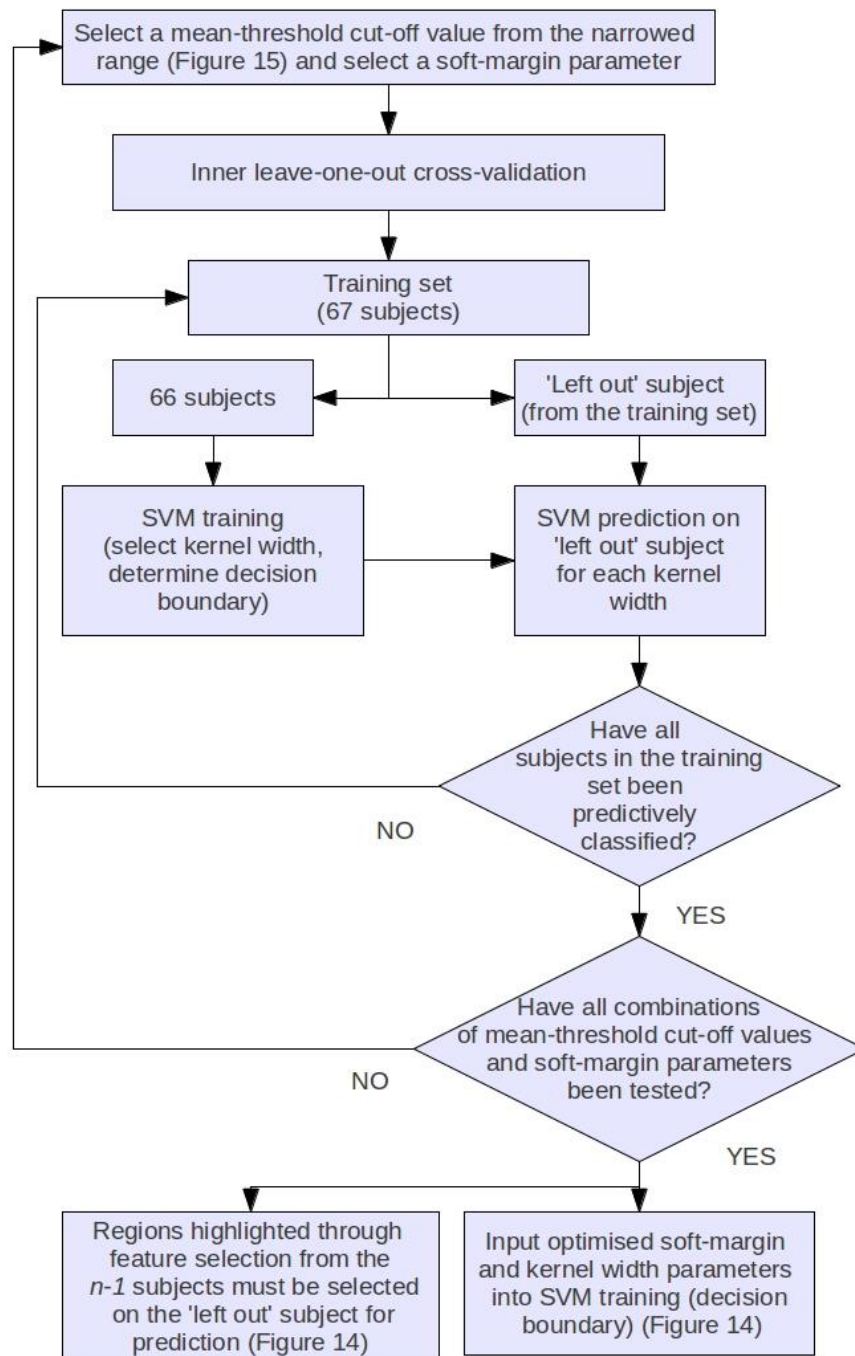 Select a mean-threshold cut-off value from the narrowed
range (Figure 15) and select a soft-margin parameter
Inner leave-one-out cross-validation
Training set
(67 subjects)
66 subjects
'Left out' subject
(from the training set)
SVM training
(select kernel width,
determine decision
boundary)
SVM prediction on
'left out' subject
for each kernel
width
Have all
subjects in the training
set been
predictively
classified?
NO
YES
Have all combinations
of mean-threshold cut-off values
and soft-margin parameters
been tested?
NO
YES
Regions highlighted through
feature selection from the
n-1 subjects must be selected
on the 'left out' subject for
prediction (Figure 14)
Input optimised soft-margin
and kernel width parameters
into SVM training (decision
boundary) (Figure 14)